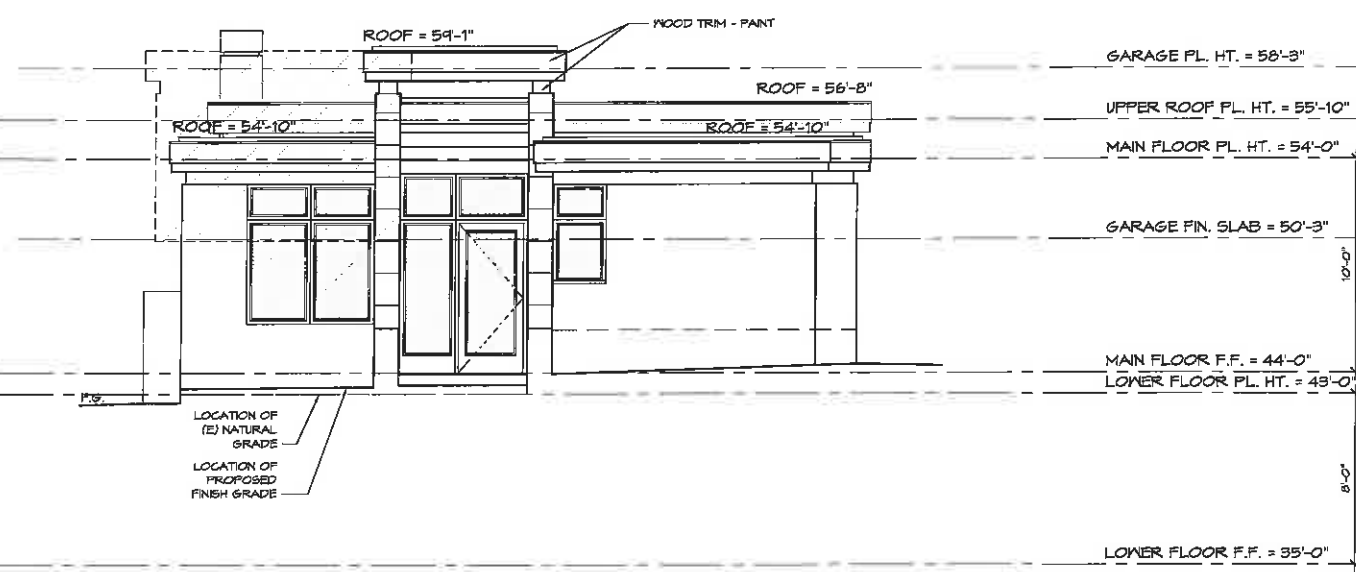 WOOD TRIM - PAINT
ROOF = 59'-1"
GARAGE PL. HT. = 58'-3"
ROOF = 56'-8"
UPPER ROOF PL. HT. = 55'-10"
ROOF = 54'-10"
ROOF = 54'-10"
MAIN FLOOR PL. HT. = 54'-0"
GARAGE FIN. SLAB = 50'-3"
10'-0"
MAIN FLOOR F.F. = 44'-0"
LOWER FLOOR PL. HT. = 43'-0"
F.G.
LOCATION OF
(E) NATURAL
GRADE
LOCATION OF
PROPOSED
FINISH GRADE
8'-0"
LOWER FLOOR F.F. = 35'-0"